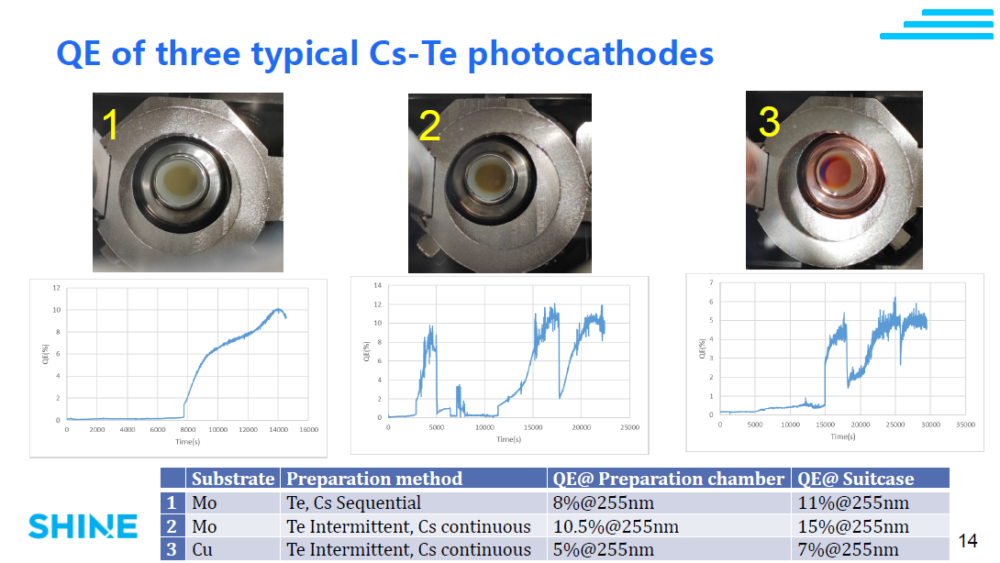 QE of three typical Cs-Te photocathodes
1
2
3
12
10
8
6
4
2
0
QE(%)
0 2000 4000 6000 8000 10000 12000 14000 16000
Time(s)
14
12
10
8
6
4
2
0
QE(%)
0 5000 10000 15000 20000 25000
Time(s)
7
6
5
4
3
2
1
0
QE(%)
0 5000 10000 15000 20000 25000 30000 35000
Time(s)
Substrate Preparation method QE@ Preparation chamber QE@ Suitcase
1 Mo Te, Cs Sequential 8%@255nm 11%@255nm
2 Mo Te Intermittent, Cs continuous 10.5%@255nm 15%@255nm
3 Cu Te Intermittent, Cs continuous 5%@255nm 7%@255nm
SHINE
14